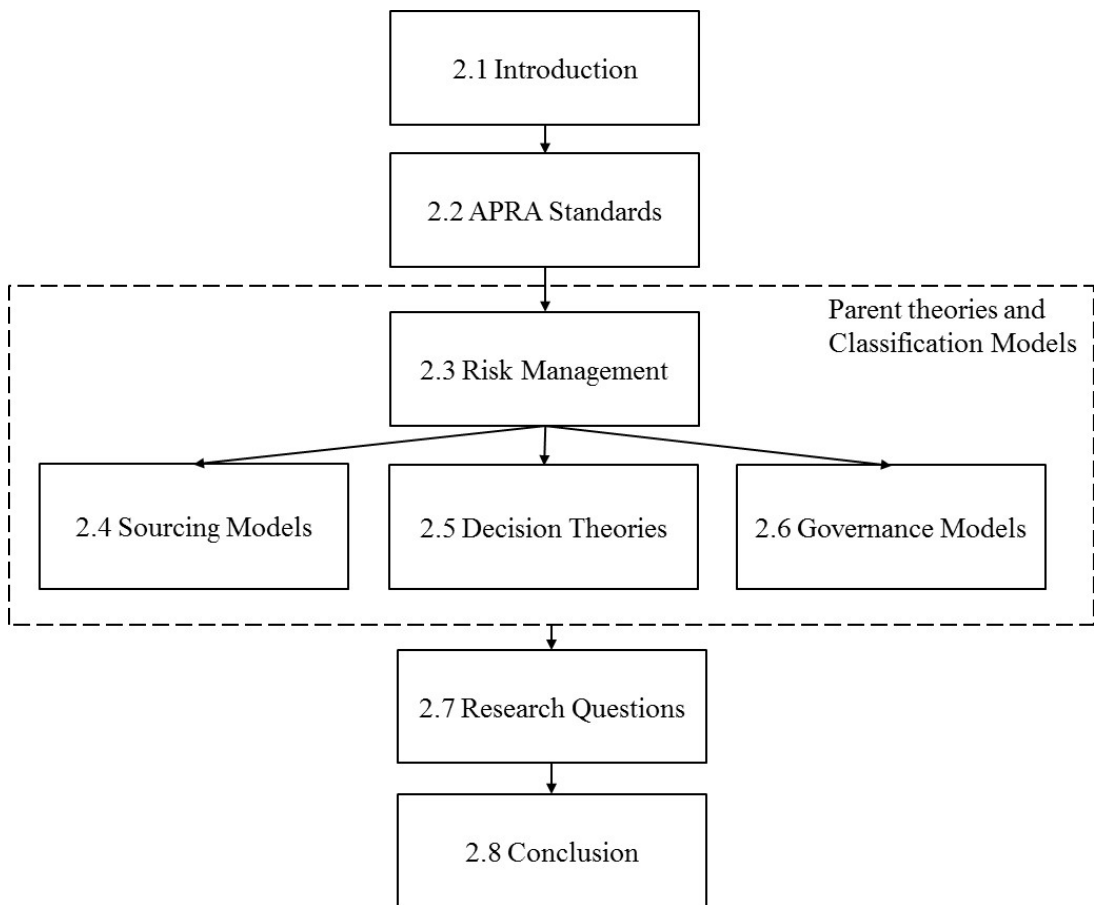 2.1 Introduction
2.2 APRA Standards
Parent theories and
Classification Models
2.3 Risk Management
2.4 Sourcing Models
2.5 Decision Theories
2.6 Governance Models
2.7 Research Questions
2.8 Conclusion